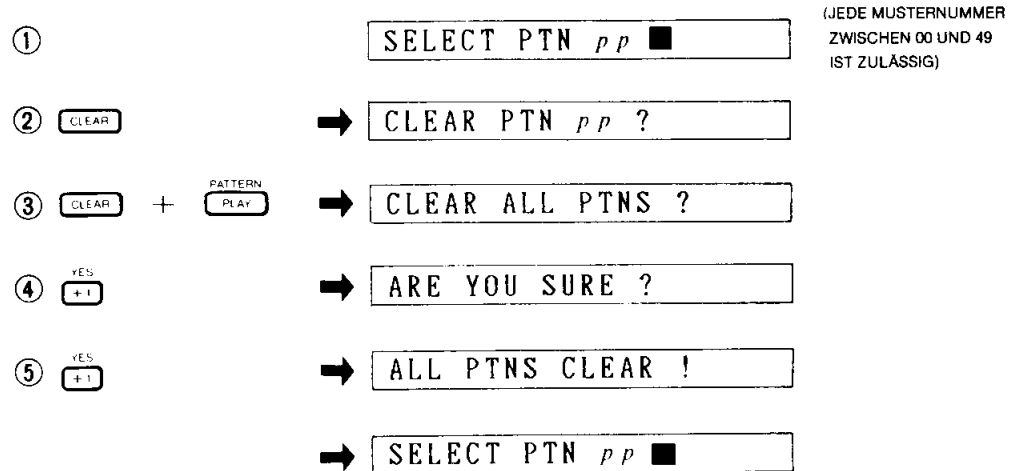 ① SELECT PTN pp ■
(JEDE MUSTERNUMMER
ZWISCHEN 00 UND 49
IST ZULÄSSIG)
② CLEAR ➡ CLEAR PTN pp ?
PATTERN
③ CLEAR + PLAY ➡ CLEAR ALL PTNS ?
YES
④ +1 ➡ ARE YOU SURE ?
YES
⑤ +1 ➡ ALL PTNS CLEAR !
➡ SELECT PTN pp ■